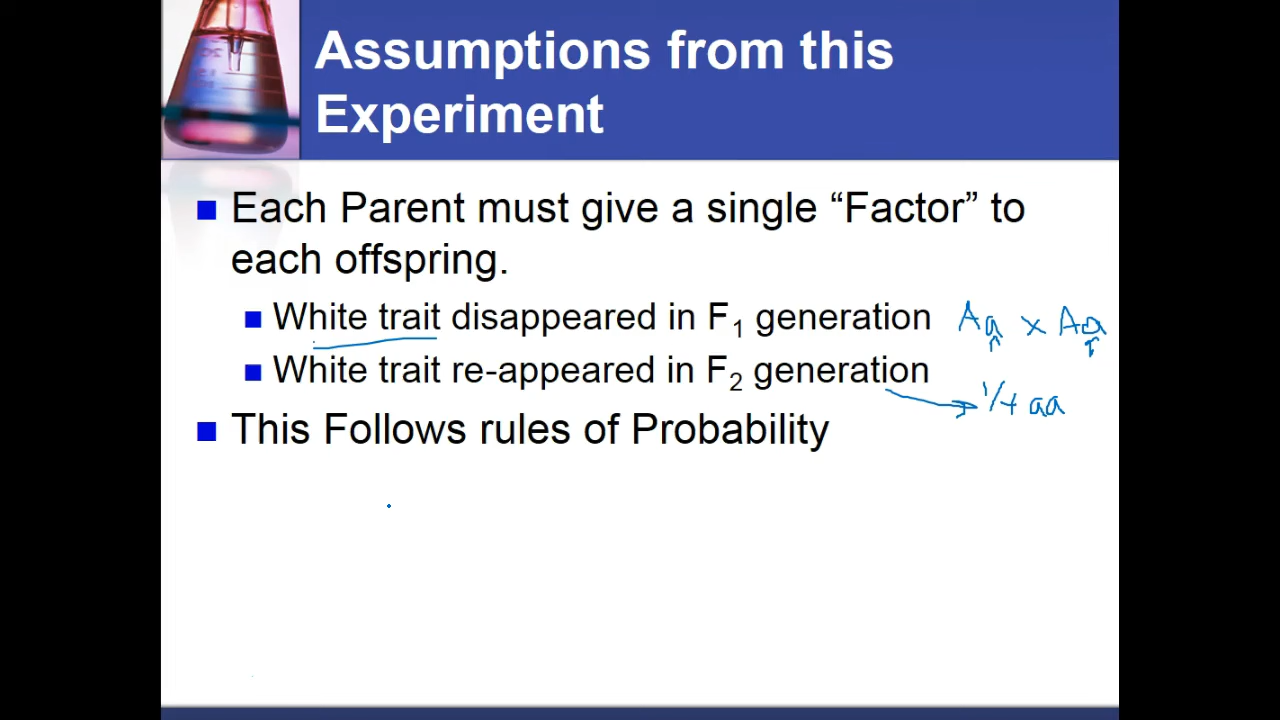 Assumptions from this
Experiment
Each Parent must give a single “Factor” to
each offspring.
White trait disappeared in F₁ generation Aa x Aa
White trait re-appeared in F₂ generation
1/4 aa
This Follows rules of Probability